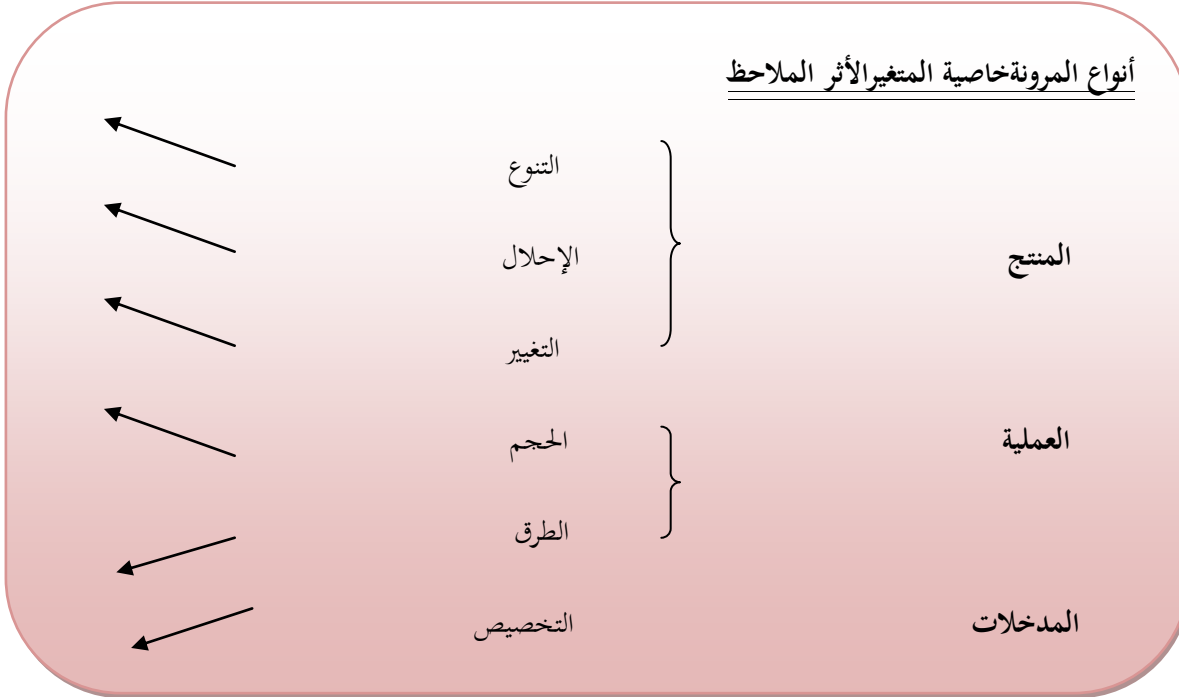 أنواع المرونةخاصية المتغيرالأثر الملاحظ
التنوع
المنتج الإحلال
التغيير
العملية الحجم
الطرق
المدخلات التخصيص